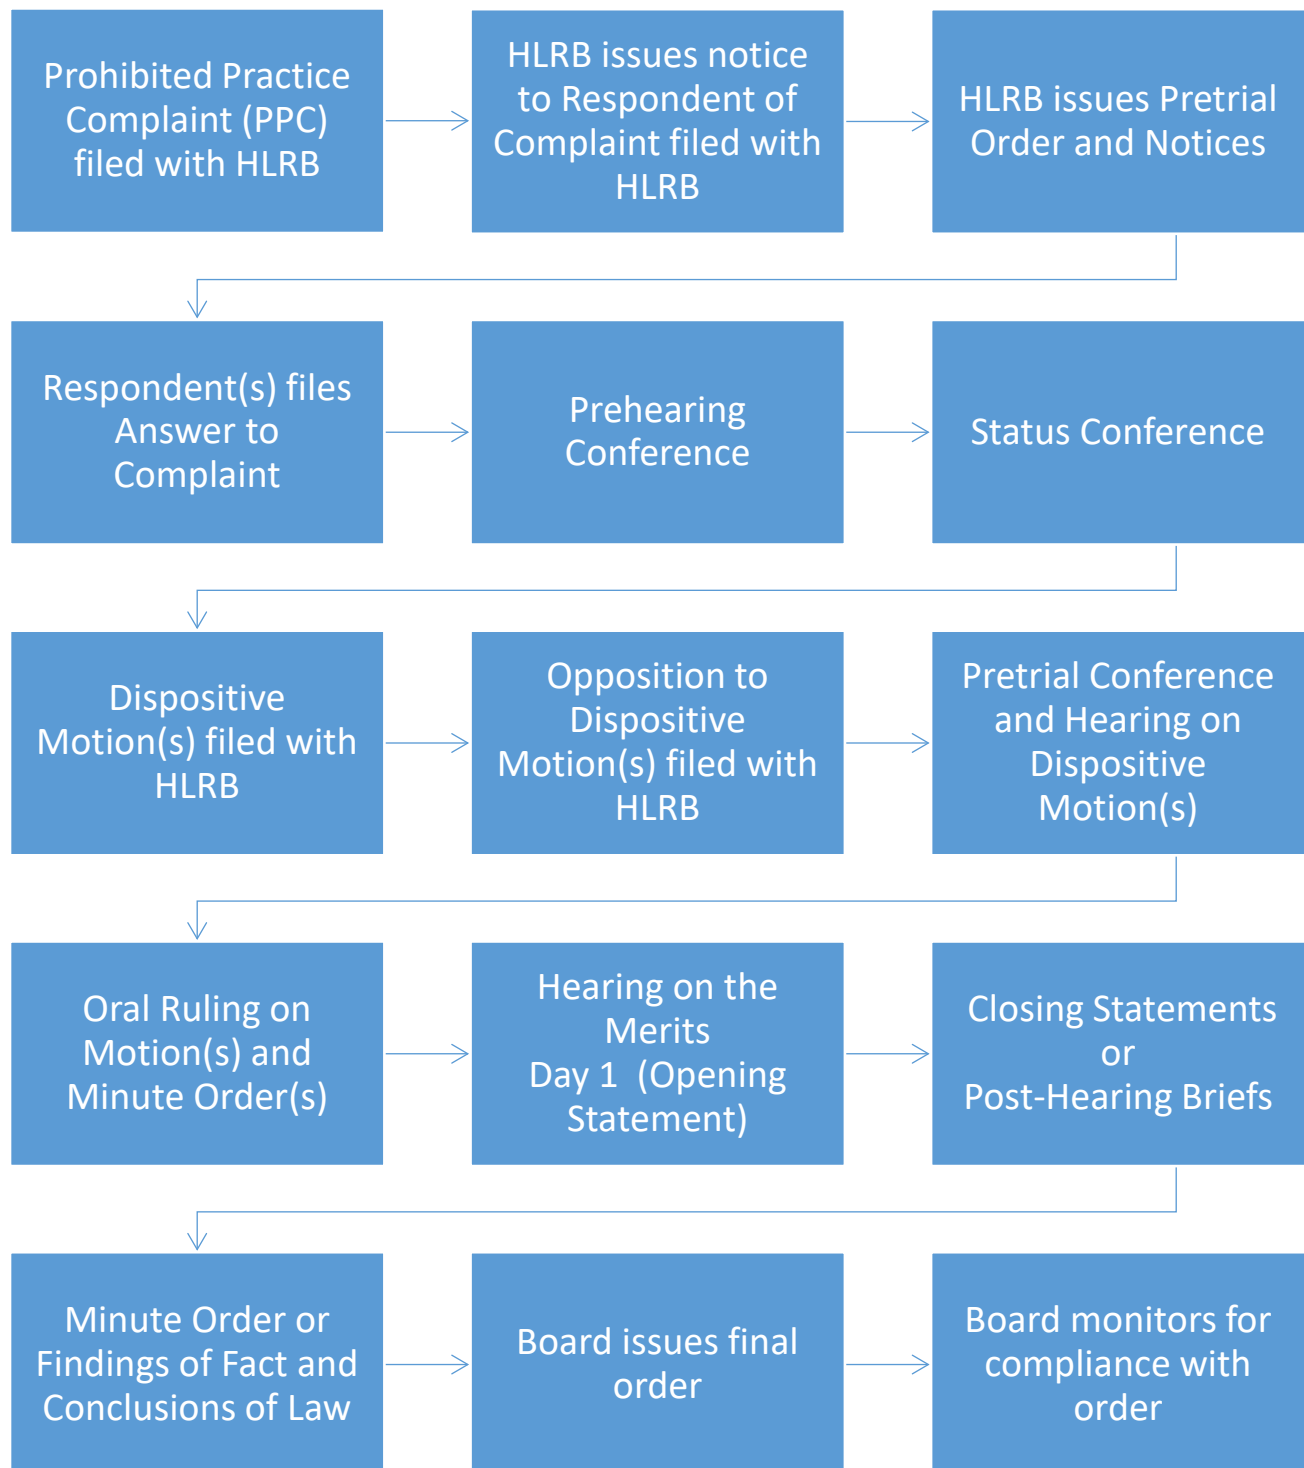 Prohibited Practice
Complaint (PPC)
filed with HLRB
HLRB issues notice
to Respondent of
Complaint filed with
HLRB
HLRB issues Pretrial
Order and Notices
Respondent(s) files
Answer to
Complaint
Prehearing
Conference
Status Conference
Dispositive
Motion(s) filed with
HLRB
Opposition to
Dispositive
Motion(s) filed with
HLRB
Pretrial Conference
and Hearing on
Dispositive
Motion(s)
Oral Ruling on
Motion(s) and
Minute Order(s)
Hearing on the
Merits
Day 1  (Opening
Statement)
Closing Statements
or
Post-Hearing Briefs
Minute Order or
Findings of Fact and
Conclusions of Law
Board issues final
order
Board monitors for
compliance with
order